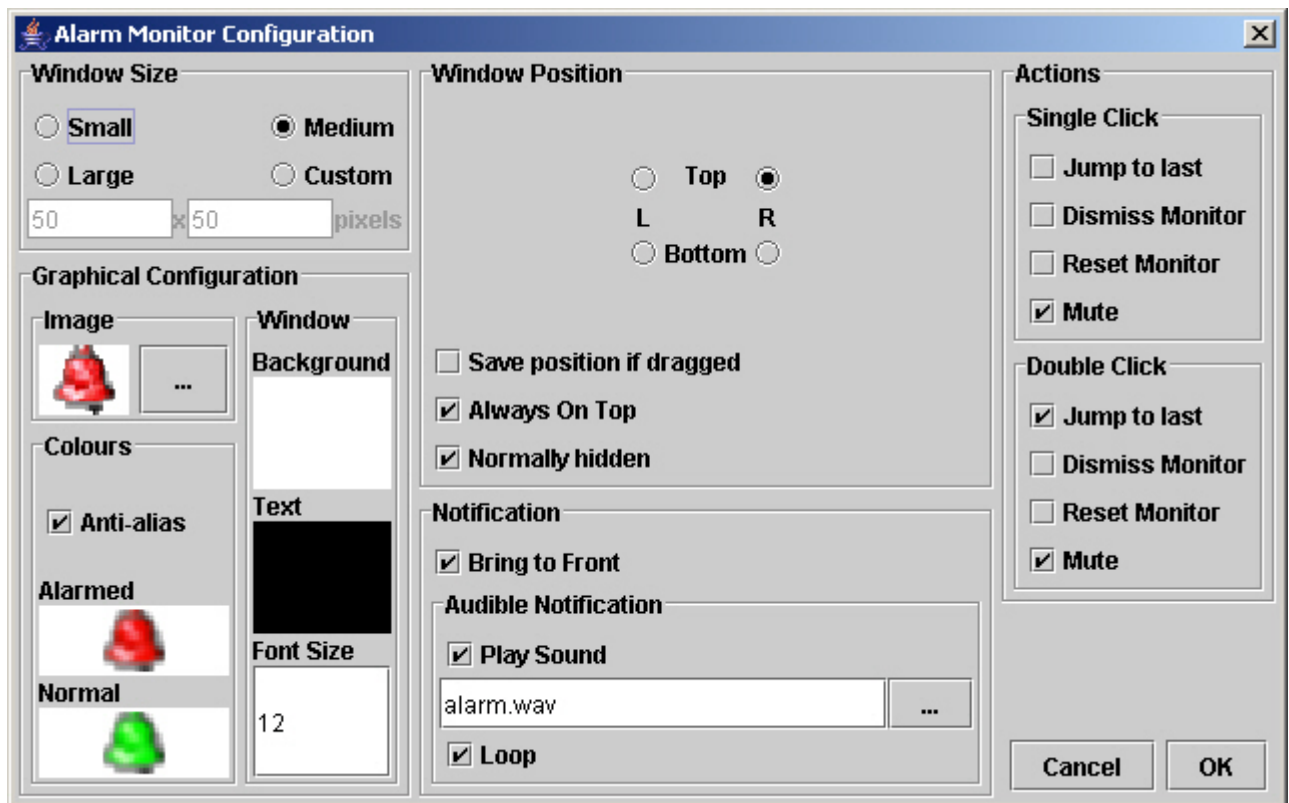 Alarm Monitor Configuration
Window Size
Small
Medium
Large
Custom
50 x 50 pixels
Graphical Configuration
Image
...
Colours
Anti-alias
Alarmed
Normal
Window
Background
Text
Font Size
12
Window Position
Top
L R
Bottom
Save position if dragged
Always On Top
Normally hidden
Notification
Bring to Front
Audible Notification
Play Sound
alarm.wav
...
Loop
Actions
Single Click
Jump to last
Dismiss Monitor
Reset Monitor
Mute
Double Click
Jump to last
Dismiss Monitor
Reset Monitor
Mute
Cancel
OK